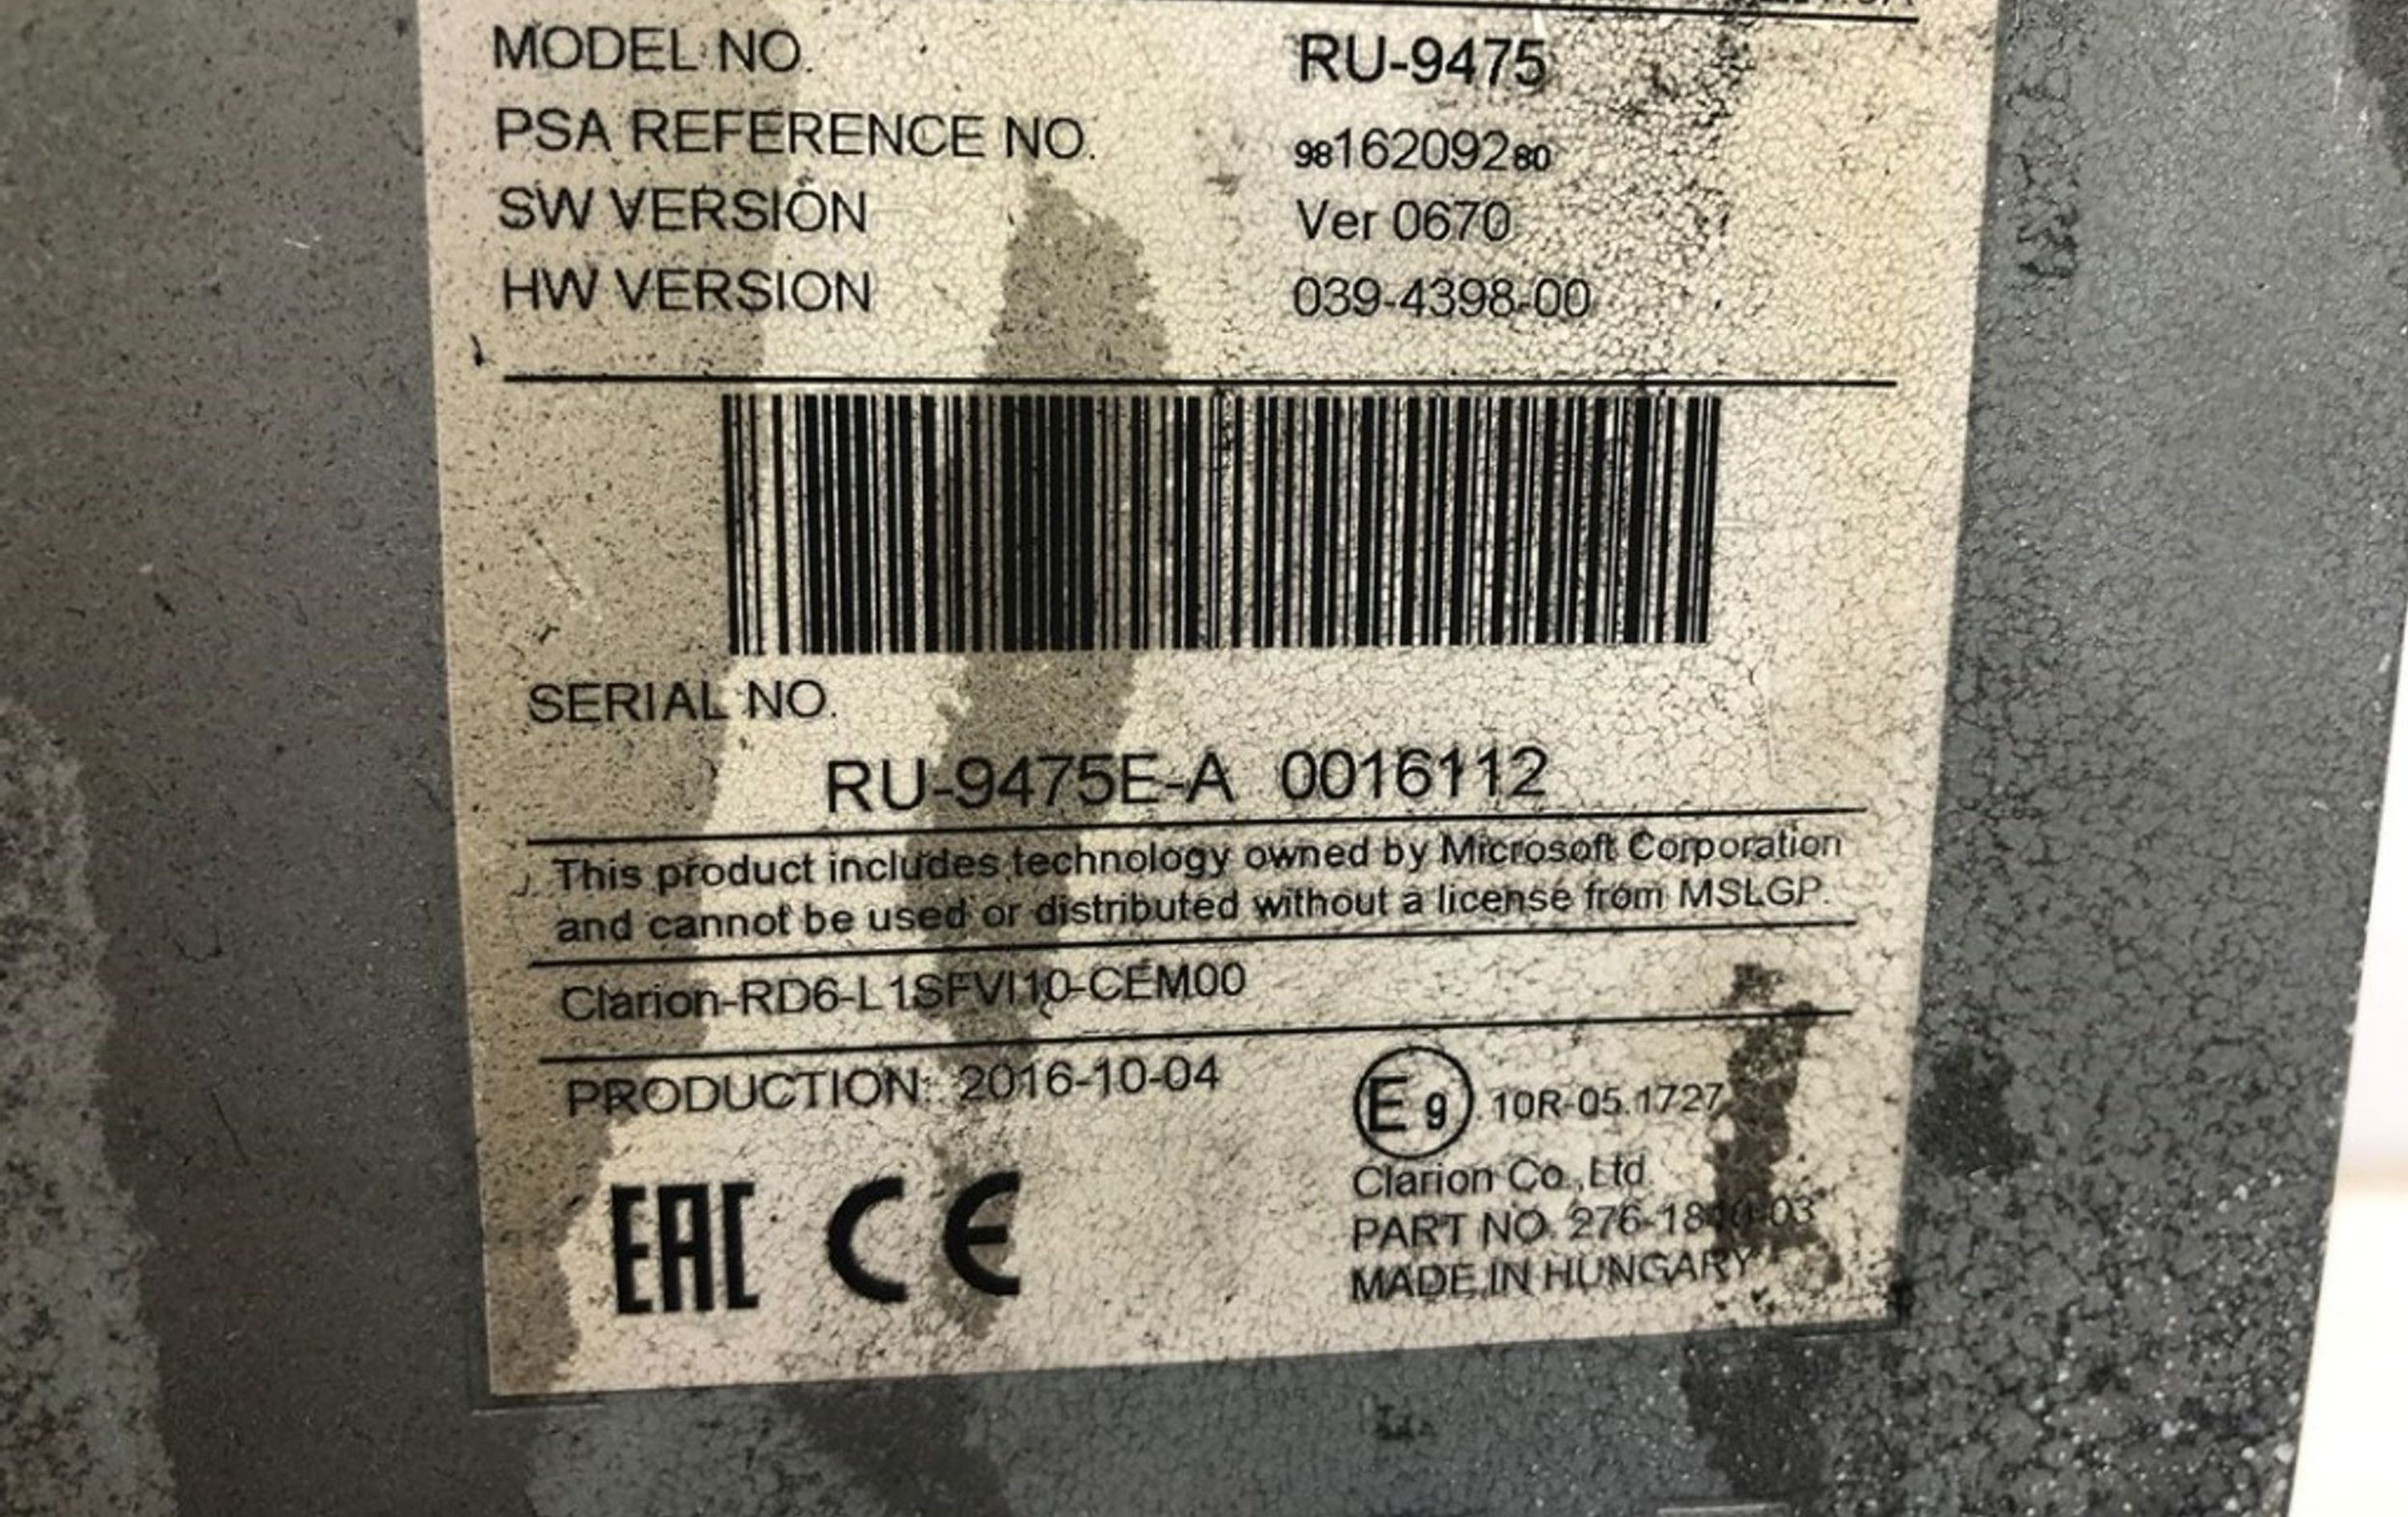 MODEL NO. RU-9475
PSA REFERENCE NO. 9816209280
SW VERSION Ver 0670
HW VERSION 039-4398-00
SERIAL NO.
RU-9475E-A 0016112
This product includes technology owned by Microsoft Corporation
and cannot be used or distributed without a license from MSLGP.
Clarion-RD6-L1SFVI10-CEM00
PRODUCTION: 2016-10-04
E9 10R-05.1727
EAC CE
Clarion Co.,Ltd
PART NO.
MADE IN HUNGARY